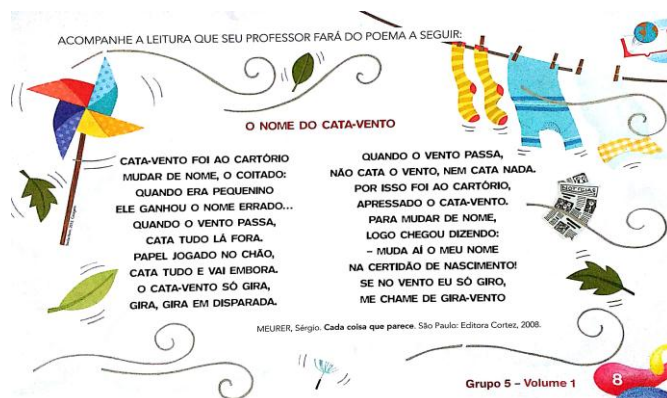 ACOMPANHE A LEITURA QUE SEU PROFESSOR FARÁ DO POEMA A SEGUIR:
O NOME DO CATA-VENTO
CATA-VENTO FOI AO CARTÓRIO
MUDAR DE NOME, O COITADO:
QUANDO ERA PEQUENINO
ELE GANHOU O NOME ERRADO...
QUANDO O VENTO PASSA,
CATA TUDO LÁ FORA.
PAPEL JOGADO NO CHÃO,
CATA TUDO E VAI EMBORA.
O CATA-VENTO SÓ GIRA,
GIRA, GIRA EM DISPARADA.
QUANDO O VENTO PASSA,
NÃO CATA O VENTO, NEM CATA NADA.
POR ISSO FOI AO CARTÓRIO,
APRESSADO O CATA-VENTO.
PARA MUDAR DE NOME,
LOGO CHEGOU DIZENDO:
– MUDA AÍ O MEU NOME
NA CERTIDÃO DE NASCIMENTO!
SE NO VENTO EU SÓ GIRO,
ME CHAME DE GIRA-VENTO
MEURER, Sérgio. Cada coisa que parece. São Paulo: Editora Cortez, 2008.
Grupo 5 – Volume 1
8